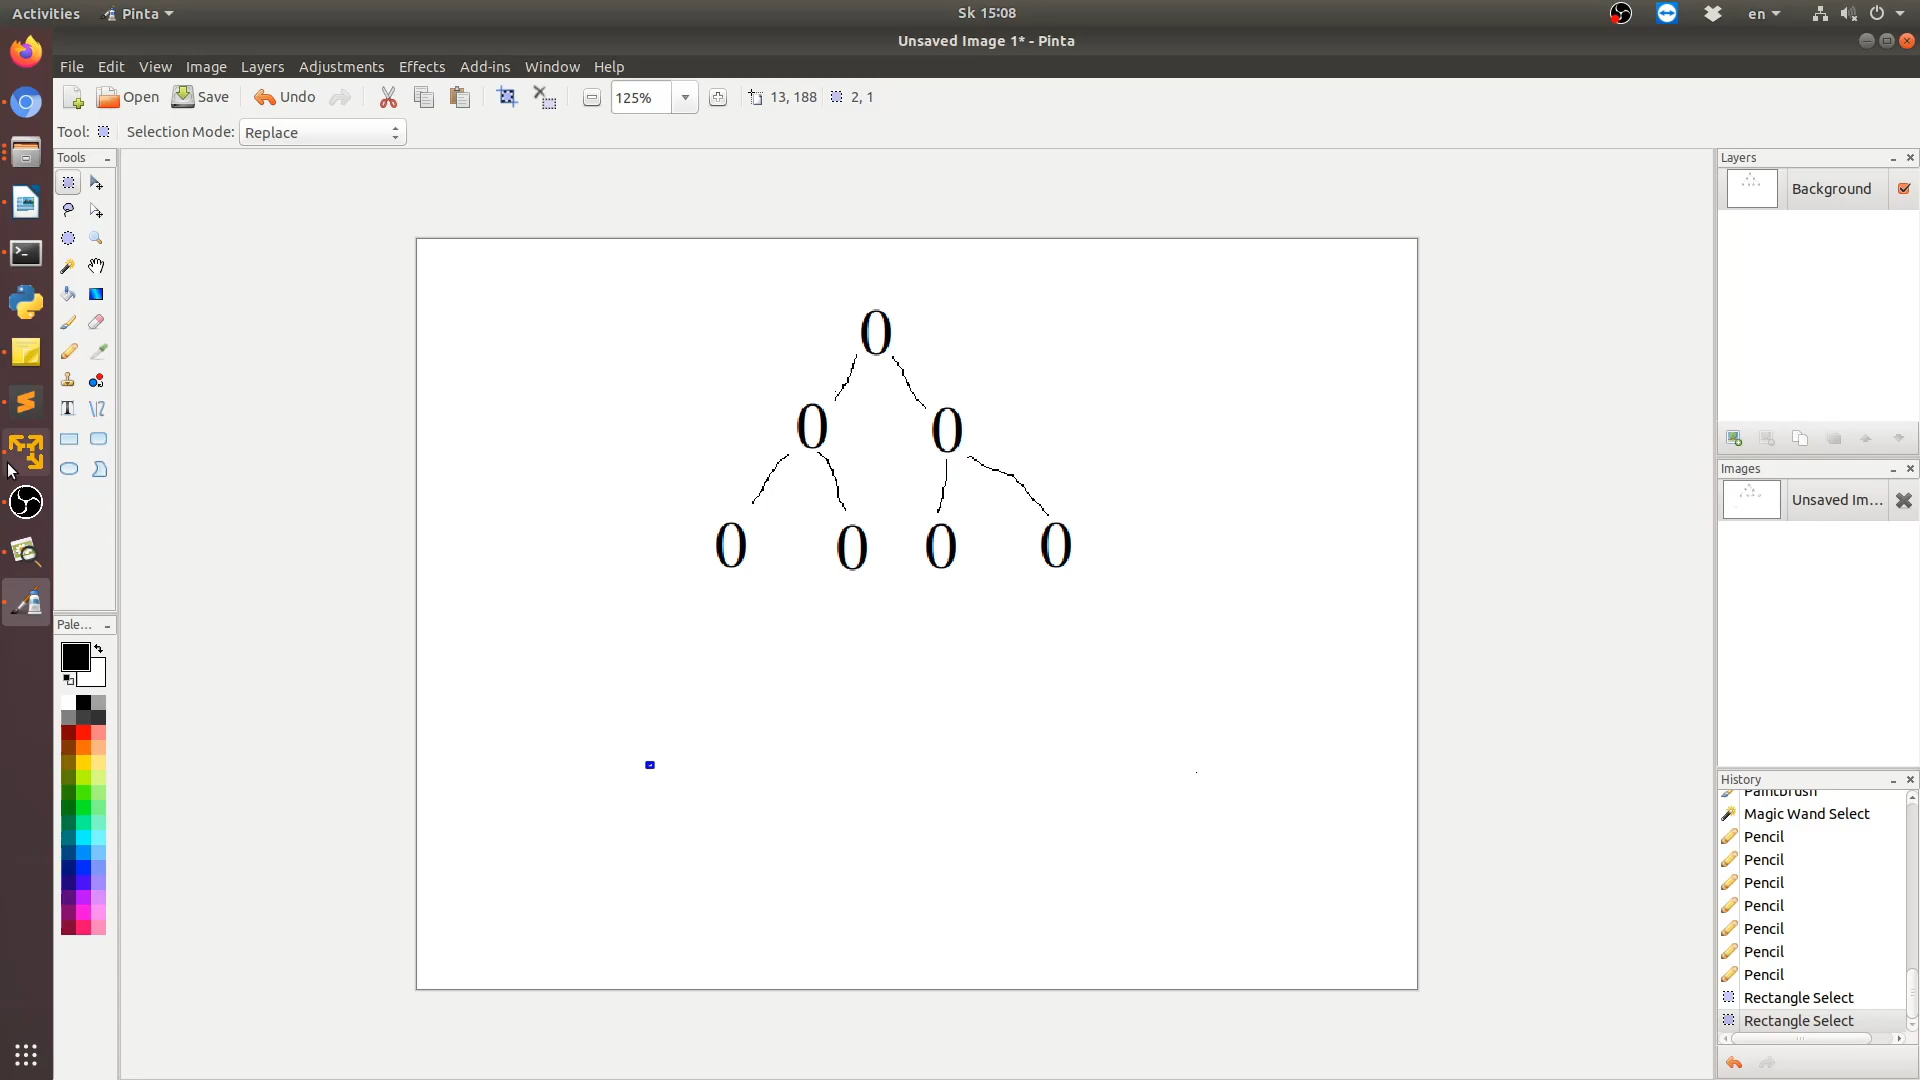 Activities Pinta Sk 15:08 en
Unsaved Image 1* - Pinta
File Edit View Image Layers Adjustments Effects Add-ins Window Help
Open Save Undo 125% 13, 188 2, 1
Tool: Selection Mode: Replace
Tools
Layers
Background
0
0 0
0 0 0 0
Images
Unsaved Im...
Pale...
History
Paintbrush
Magic Wand Select
Pencil
Pencil
Pencil
Pencil
Pencil
Pencil
Pencil
Rectangle Select
Rectangle Select